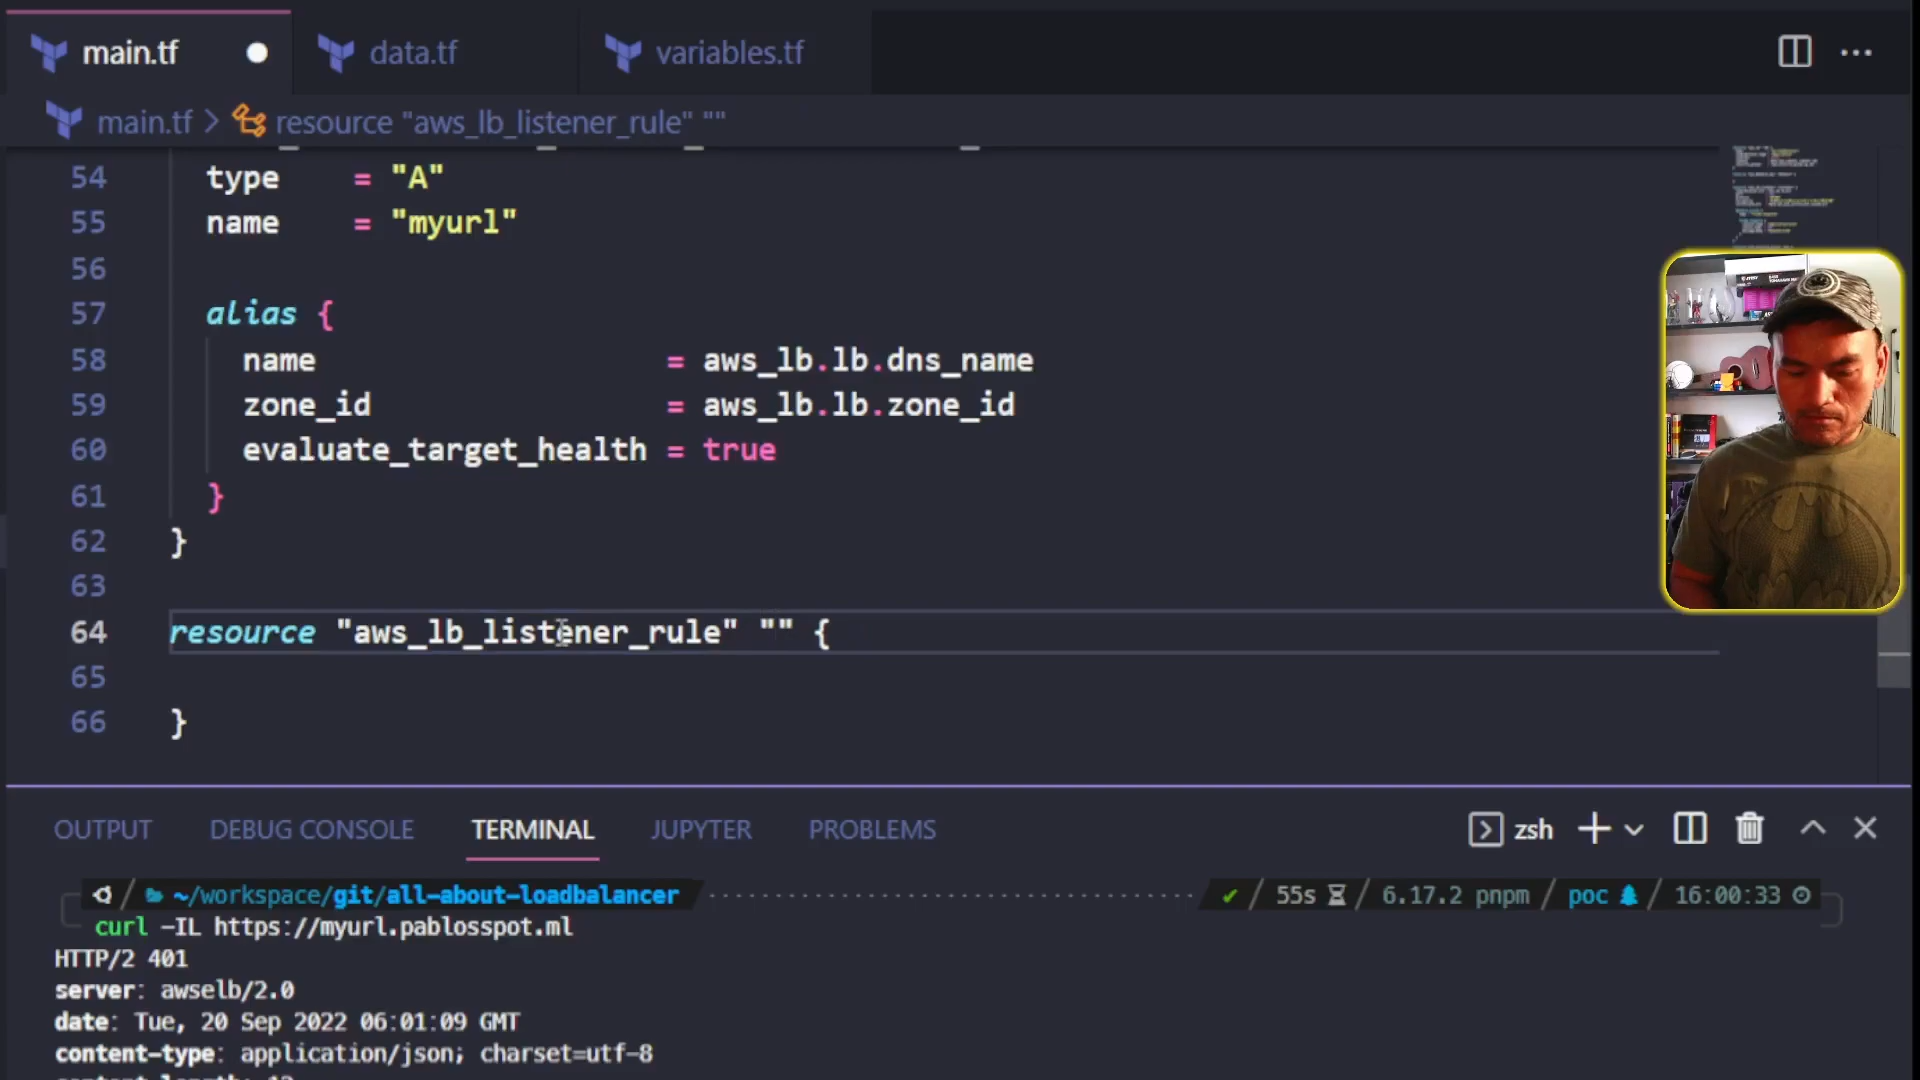 main.tf
data.tf
variables.tf
main.tf > resource "aws_lb_listener_rule" ""
54 type = "A"
55 name = "myurl"
56
57 alias {
58 name = aws_lb.lb.dns_name
59 zone_id = aws_lb.lb.zone_id
60 evaluate_target_health = true
61 }
62 }
63
64 resource "aws_lb_listener_rule" "" {
65
66 }
OUTPUT DEBUG CONSOLE TERMINAL JUPYTER PROBLEMS zsh
~/workspace/git/all-about-loadbalancer 55s 6.17.2 pnpm poc 16:00:33
curl -IL https://myurl.pablosspot.ml
HTTP/2 401
server: awselb/2.0
date: Tue, 20 Sep 2022 06:01:09 GMT
content-type: application/json; charset=utf-8